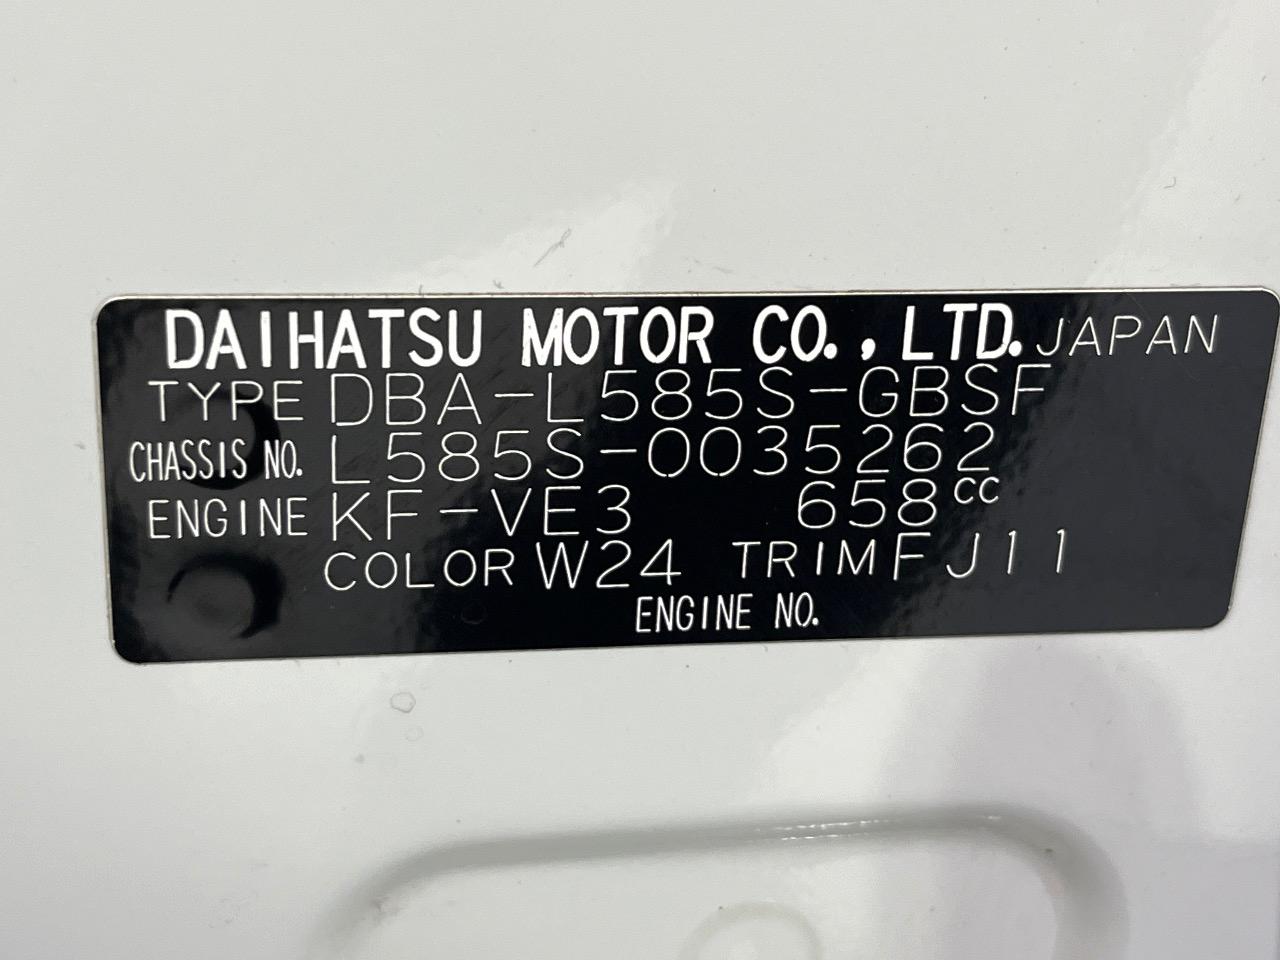 DAIHATSU MOTOR CO., LTD. JAPAN
TYPE DBA-L585S-GBSF
CHASSIS NO. L585S-0035262
ENGINE KF-VE3 658cc
COLOR W24 TRIM FJ11
ENGINE NO.